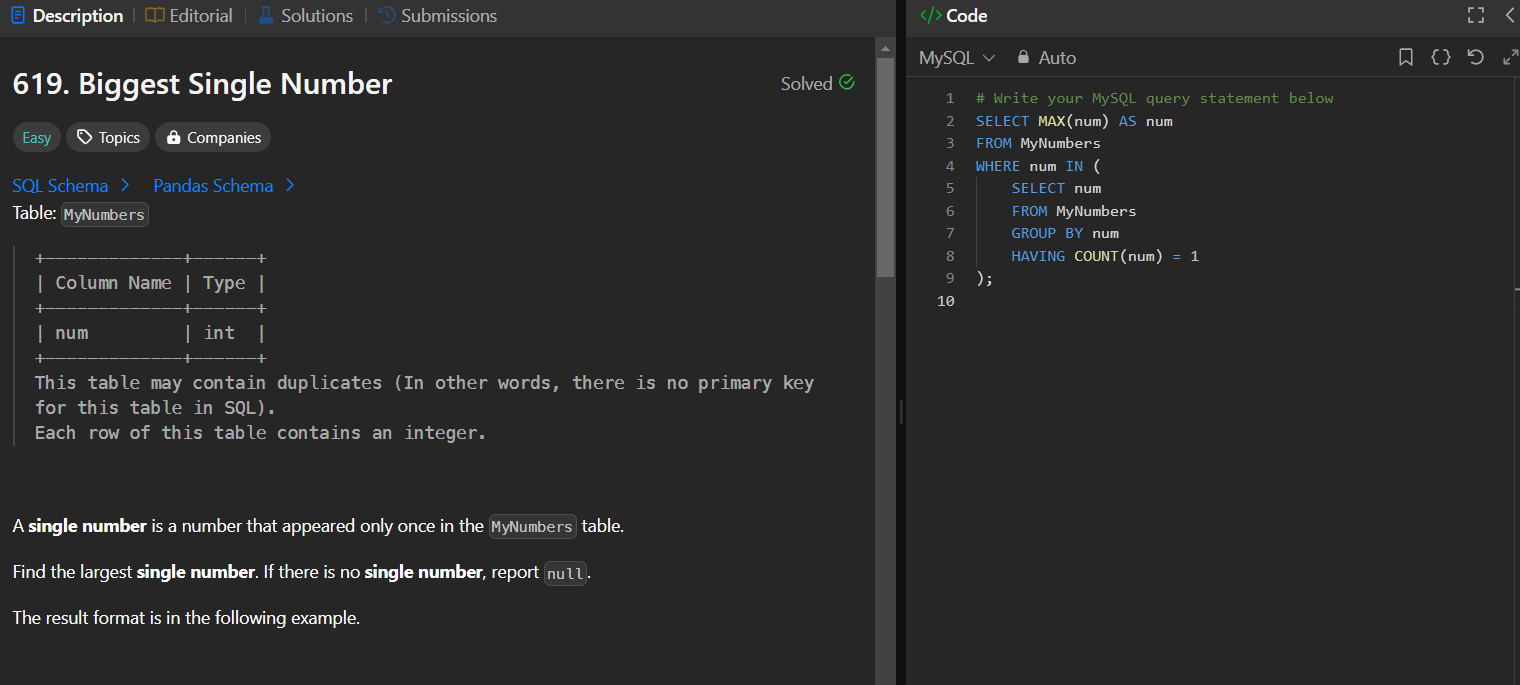 Description | Editorial | Solutions | Submissions
619. Biggest Single Number
Solved
Easy Topics Companies
SQL Schema > Pandas Schema >
Table: MyNumbers
+-------------+------+
| Column Name | Type |
+-------------+------+
| num         | int  |
+-------------+------+
This table may contain duplicates (In other words, there is no primary key
for this table in SQL).
Each row of this table contains an integer.
A single number is a number that appeared only once in the MyNumbers table.
Find the largest single number. If there is no single number, report null.
The result format is in the following example.
</> Code
MySQL Auto {}
1 # Write your MySQL query statement below
2 SELECT MAX(num) AS num
3 FROM MyNumbers
4 WHERE num IN (
5     SELECT num
6     FROM MyNumbers
7     GROUP BY num
8     HAVING COUNT(num) = 1
9 );
10